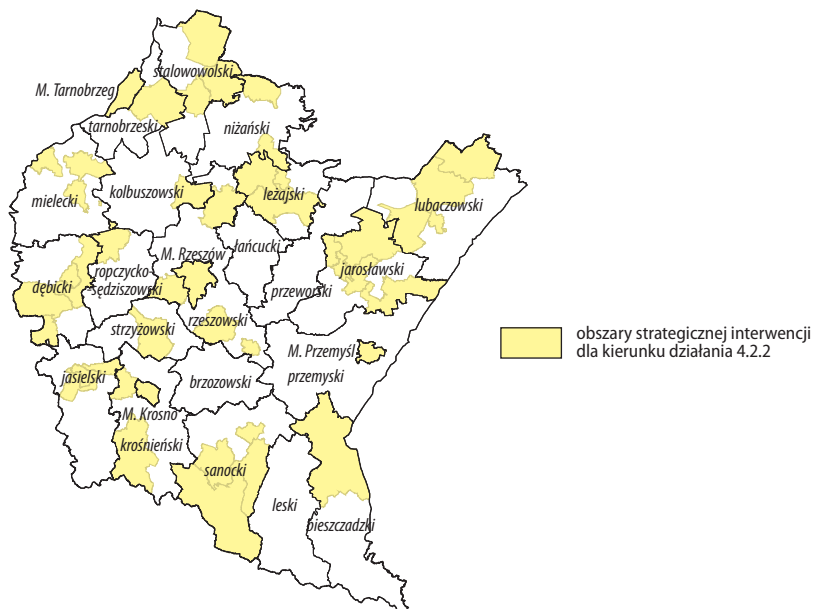 stalowowolski
M. Tarnobrzeg
tarnobrzeski
niżański
mielecki
kolbuszowski
leżajski
lubaczowski
dębicki
ropczycko-
sędziszowski
M. Rzeszów
łańcucki
przeworski
jarosławski
strzyżowski
rzeszowski
M. Przemyśl
przemyski
jasielski
brzozowski
M. Krosno
krośnieński
sanocki
leski
bieszczadzki
obszary strategicznej interwencji
dla kierunku działania 4.2.2